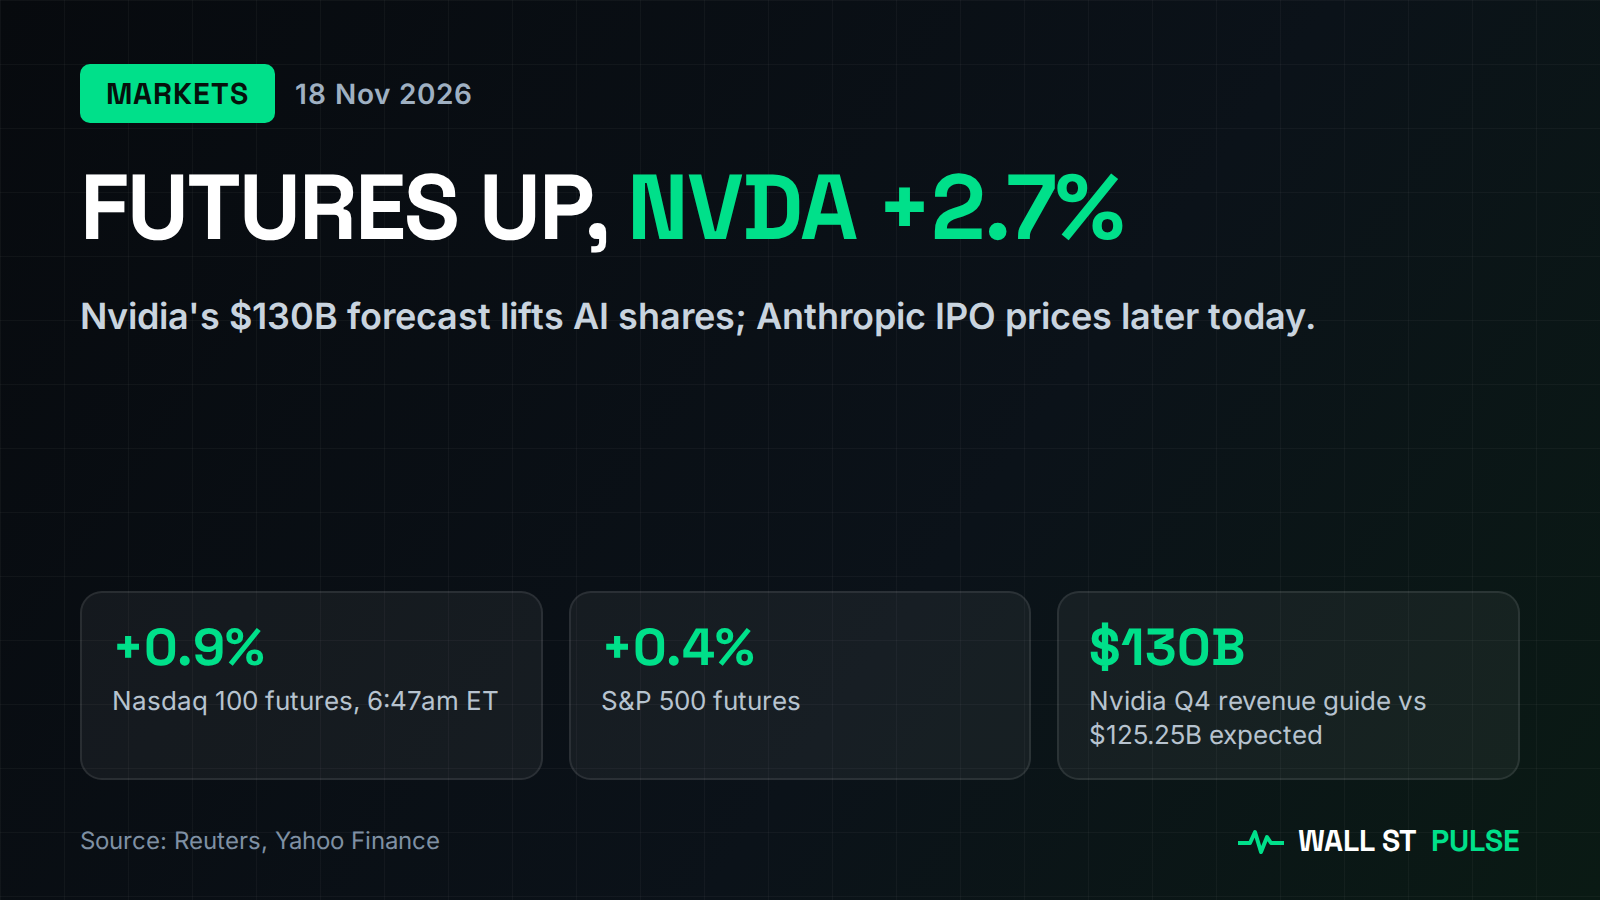 MARKETS
18 Nov 2026
FUTURES UP, NVDA +2.7%
Nvidia's $130B forecast lifts AI shares; Anthropic IPO prices later today.
+0.9%
Nasdaq 100 futures, 6:47am ET
+0.4%
S&P 500 futures
$130B
Nvidia Q4 revenue guide vs
$125.25B expected
Source: Reuters, Yahoo Finance
WALL ST PULSE